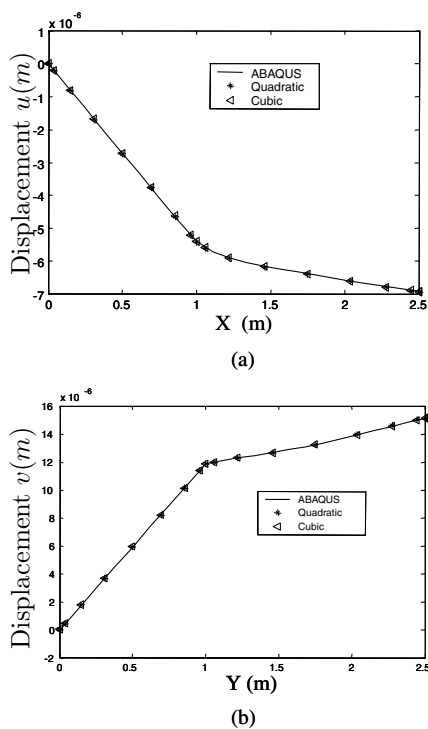 x 10⁻⁶
1
0
-1
-2
-3
-4
-5
-6
-7
Displacement u(m)
ABAQUS
Quadratic
Cubic
0 0.5 1 1.5 2 2.5
X (m)
(a)
x 10⁻⁶
16
14
12
10
8
6
4
2
0
-2
Displacement v(m)
ABAQUS
Quadratic
Cubic
0 0.5 1 1.5 2 2.5
Y (m)
(b)